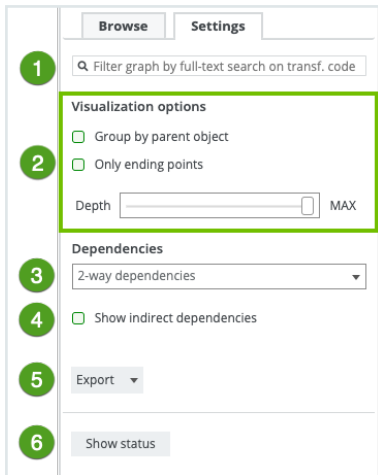 Browse Settings
1 Filter graph by full-text search on transf. code
Visualization options
Group by parent object
2 Only ending points
Depth MAX
Dependencies
3 2-way dependencies
4 Show indirect dependencies
5 Export
6 Show status